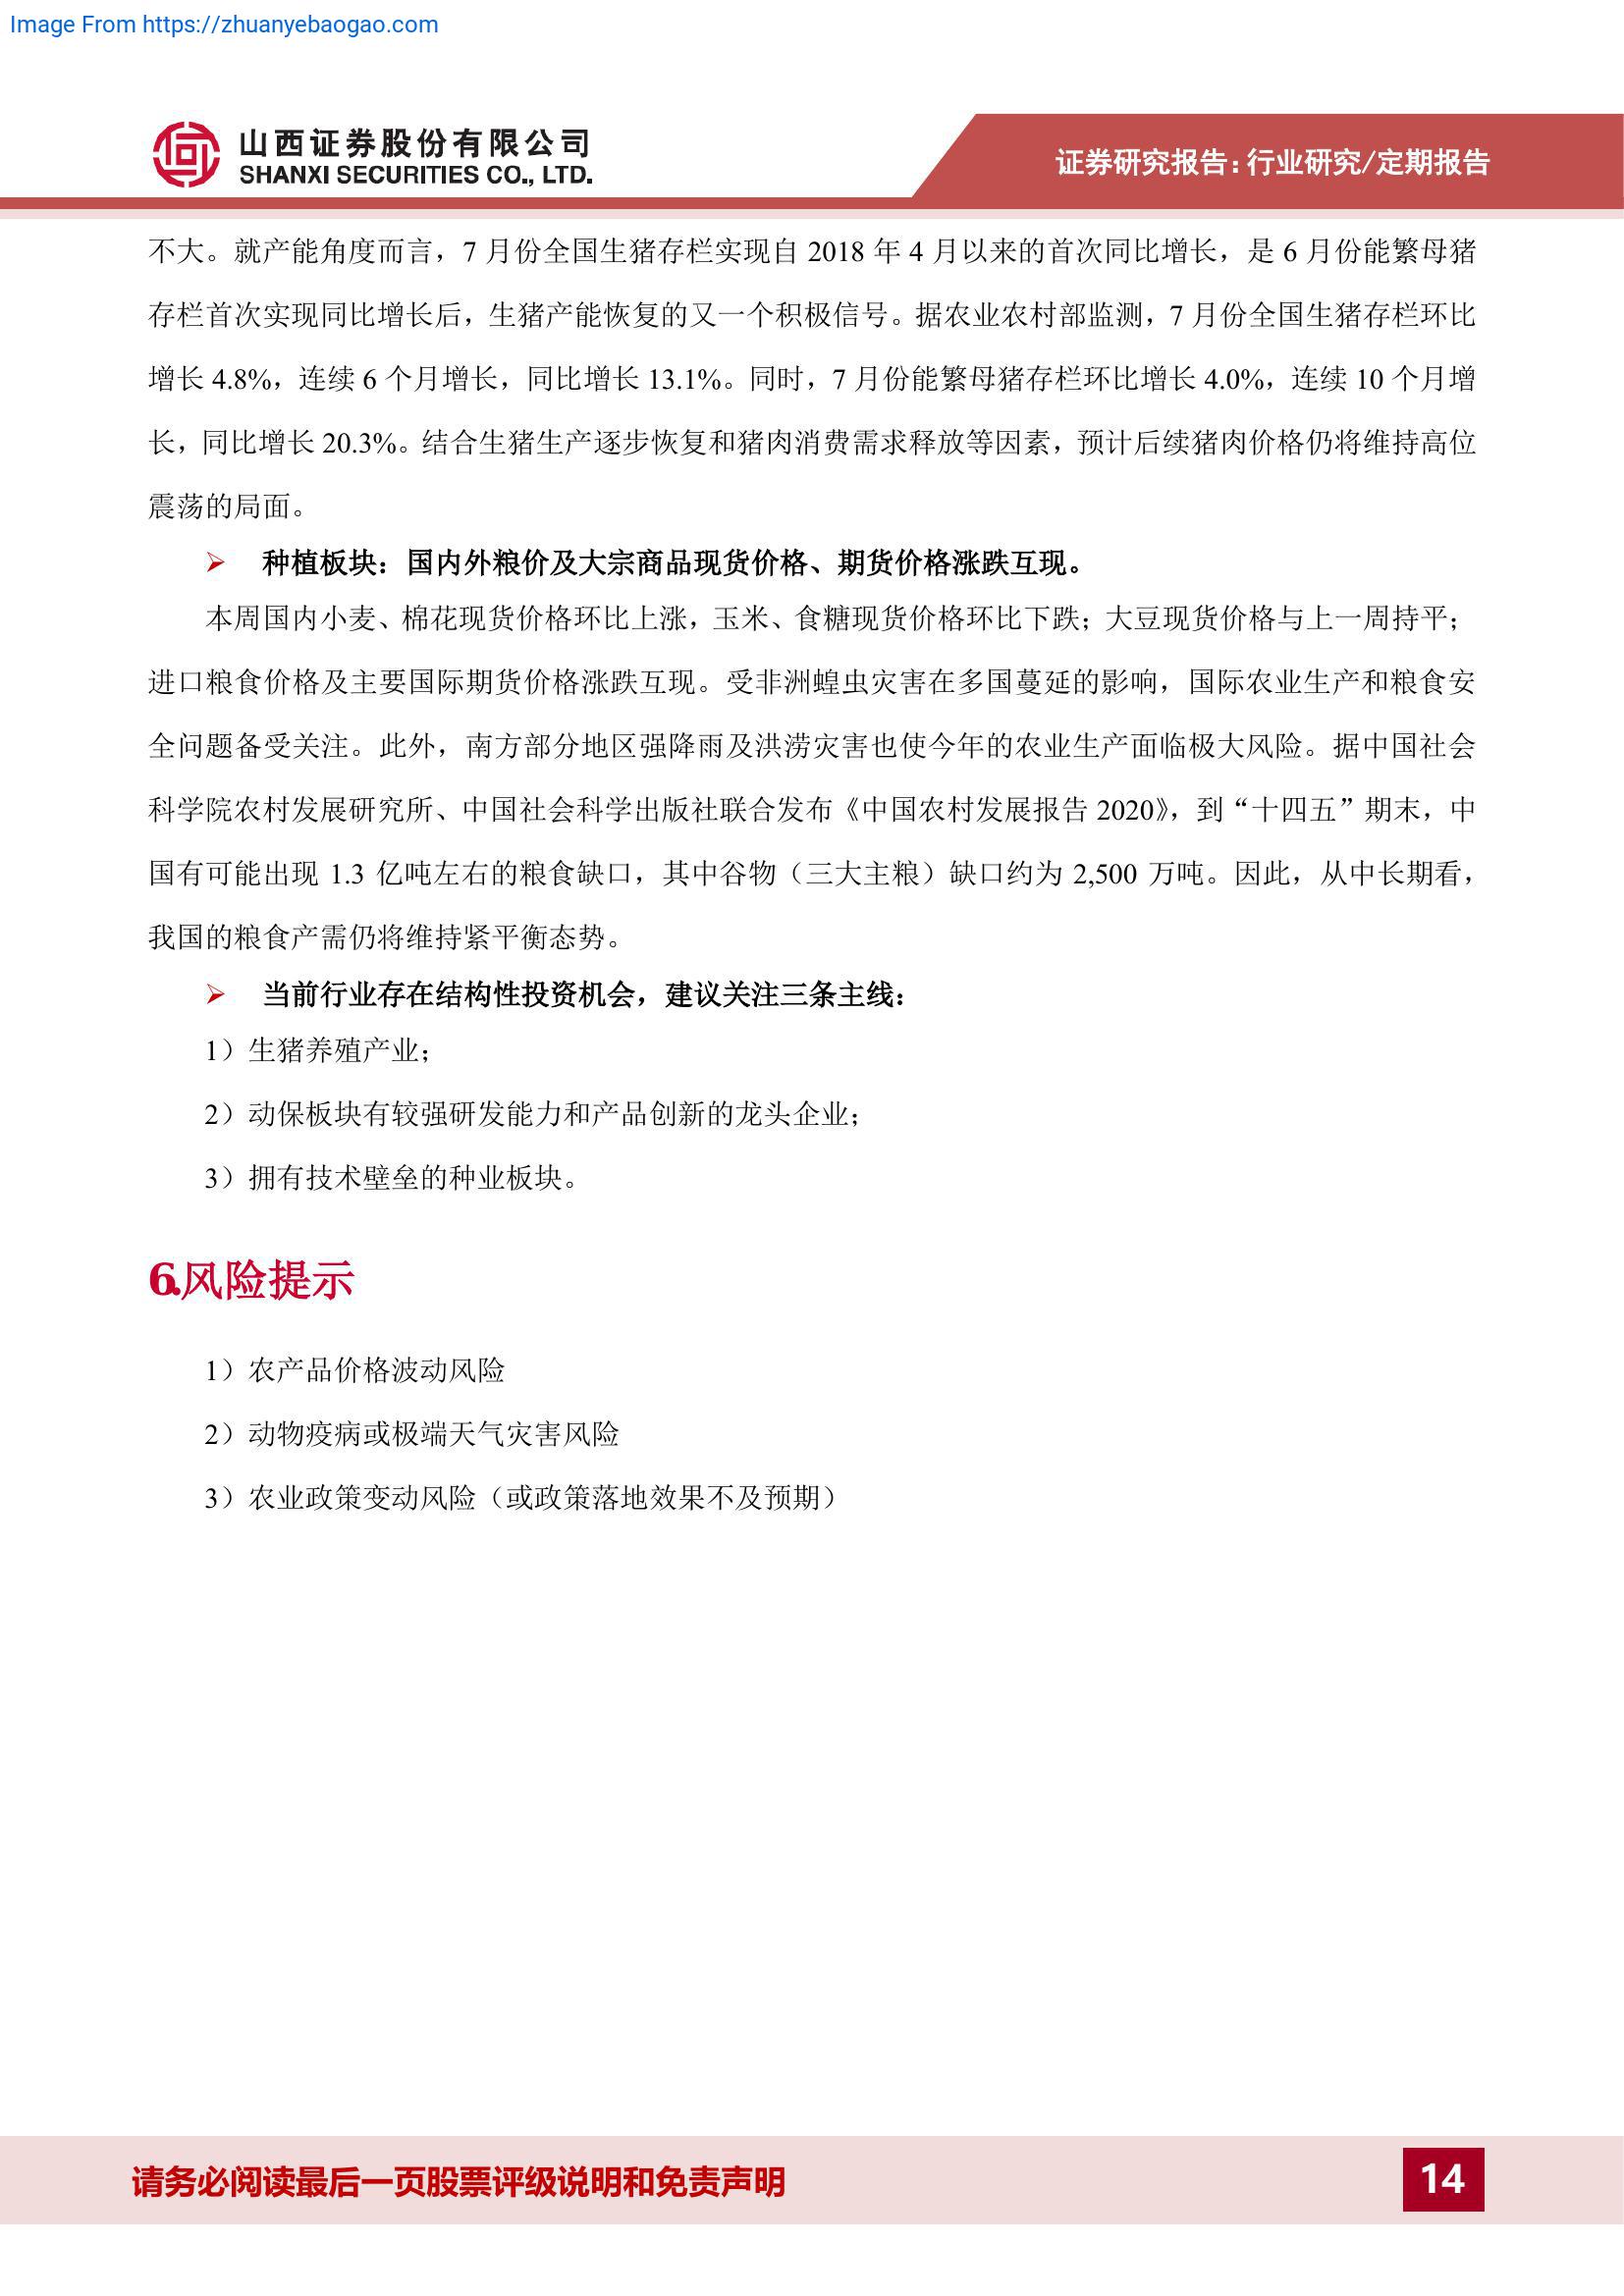 Image From https://zhuanyebaogao.com
山西证券股份有限公司
SHANXI SECURITIES CO., LTD.
证券研究报告：行业研究/定期报告
不大。就产能角度而言，7 月份全国生猪存栏实现自 2018 年 4 月以来的首次同比增长，是 6 月份能繁母猪
存栏首次实现同比增长后，生猪产能恢复的又一个积极信号。据农业农村部监测，7 月份全国生猪存栏环比
增长 4.8%，连续 6 个月增长，同比增长 13.1%。同时，7 月份能繁母猪存栏环比增长 4.0%，连续 10 个月增
长，同比增长 20.3%。结合生猪生产逐步恢复和猪肉消费需求释放等因素，预计后续猪肉价格仍将维持高位
震荡的局面。
➢ 种植板块：国内外粮价及大宗商品现货价格、期货价格涨跌互现。
本周国内小麦、棉花现货价格环比上涨，玉米、食糖现货价格环比下跌；大豆现货价格与上一周持平；
进口粮食价格及主要国际期货价格涨跌互现。受非洲蝗虫灾害在多国蔓延的影响，国际农业生产和粮食安
全问题备受关注。此外，南方部分地区强降雨及洪涝灾害也使今年的农业生产面临极大风险。据中国社会
科学院农村发展研究所、中国社会科学出版社联合发布《中国农村发展报告 2020》，到“十四五”期末，中
国有可能出现 1.3 亿吨左右的粮食缺口，其中谷物（三大主粮）缺口约为 2,500 万吨。因此，从中长期看，
我国的粮食产需仍将维持紧平衡态势。
➢ 当前行业存在结构性投资机会，建议关注三条主线：
1）生猪养殖产业；
2）动保板块有较强研发能力和产品创新的龙头企业；
3）拥有技术壁垒的种业板块。
6.风险提示
1）农产品价格波动风险
2）动物疫病或极端天气灾害风险
3）农业政策变动风险（或政策落地效果不及预期）
请务必阅读最后一页股票评级说明和免责声明
14